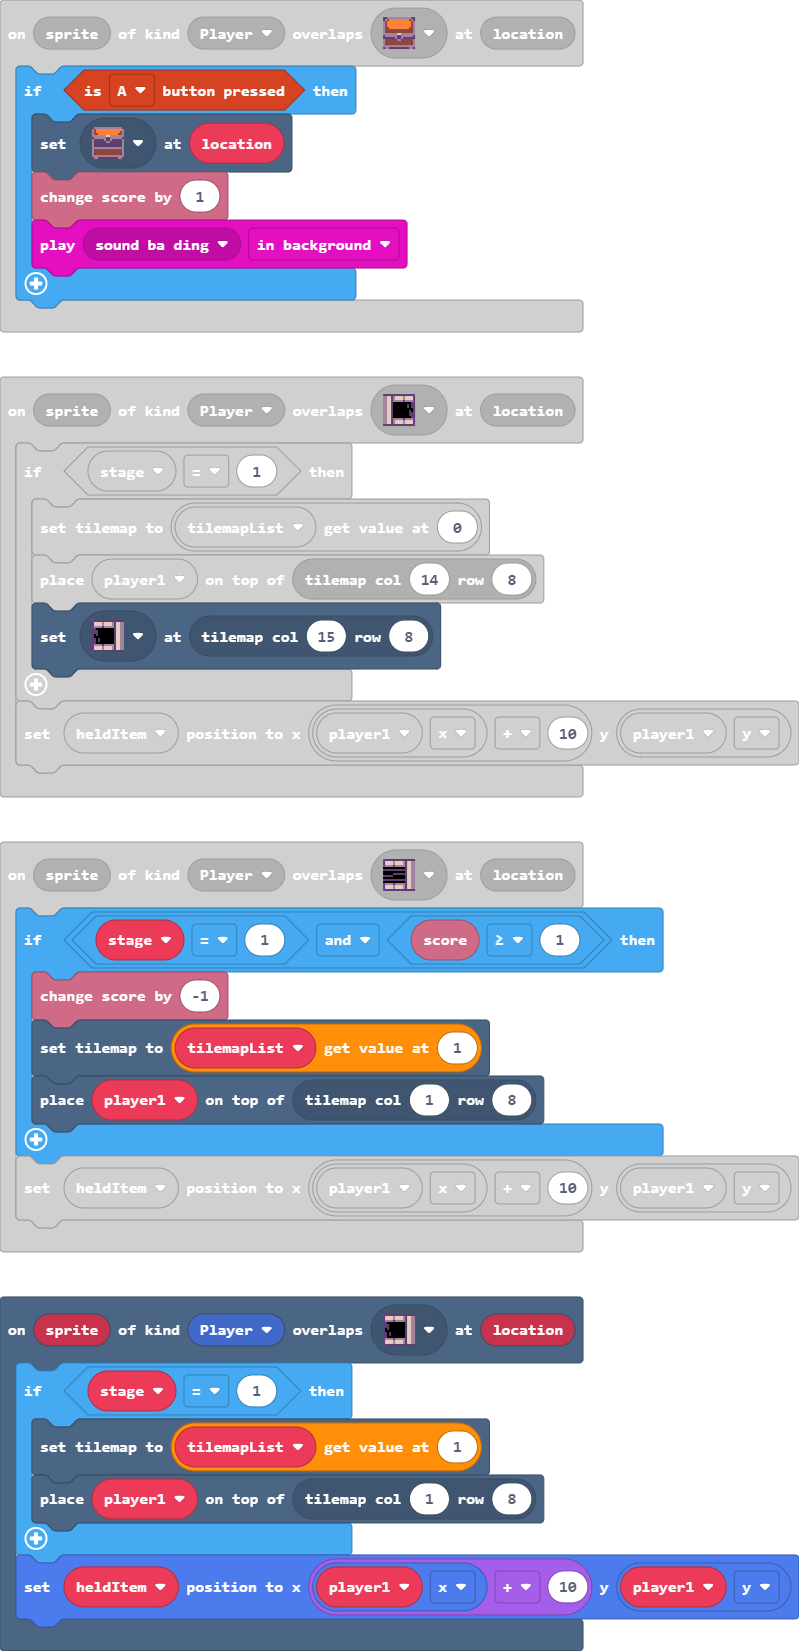 on sprite of kind Player overlaps at location
if is A button pressed then
set at location
change score by 1
play sound ba ding in background
on sprite of kind Player overlaps at location
if stage = 1 then
set tilemap to tilemapList get value at 0
place player1 on top of tilemap col 14 row 8
set at tilemap col 15 row 8
set heldItem position to x player1 x + 10 y player1 y
on sprite of kind Player overlaps at location
if stage = 1 and score ≥ 1 then
change score by -1
set tilemap to tilemapList get value at 1
place player1 on top of tilemap col 1 row 8
set heldItem position to x player1 x + 10 y player1 y
on sprite of kind Player overlaps at location
if stage = 1 then
set tilemap to tilemapList get value at 1
place player1 on top of tilemap col 1 row 8
set heldItem position to x player1 x + 10 y player1 y